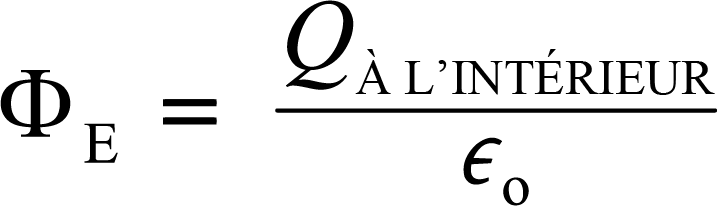 Φ_E = Q_À L’INTÉRIEUR / ϵ_o